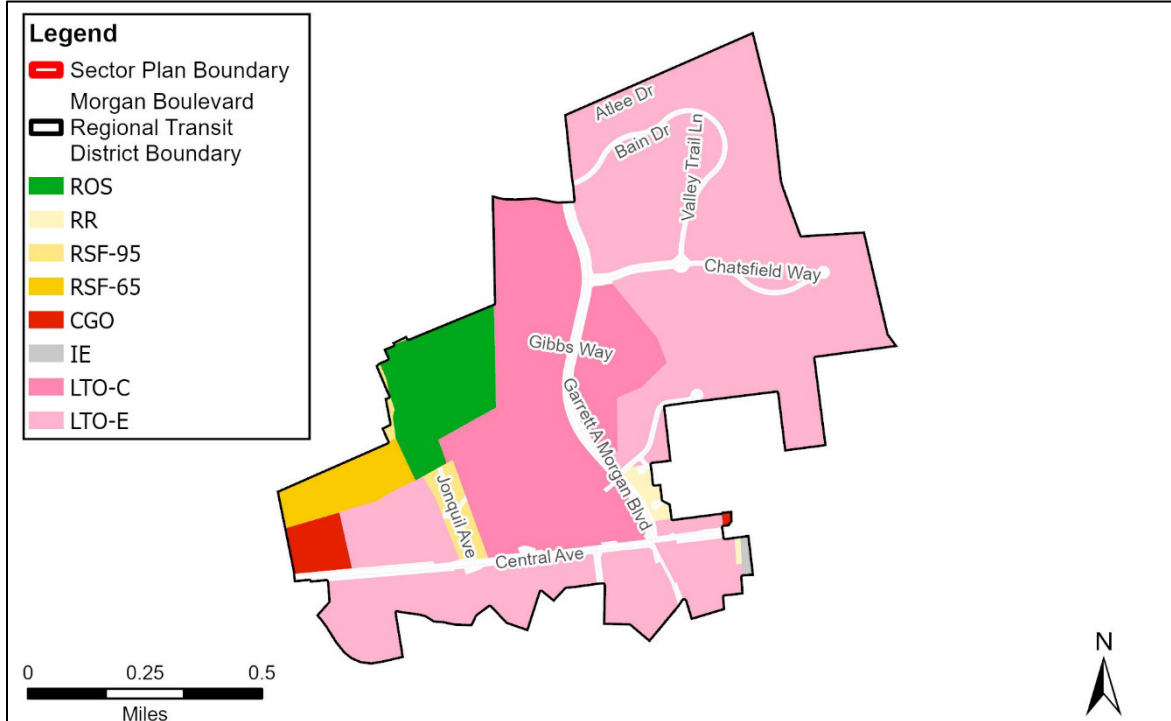 Legend
Sector Plan Boundary
Morgan Boulevard
Regional Transit
District Boundary
ROS
RR
RSF-95
RSF-65
CGO
IE
LTO-C
LTO-E
Atlee Dr
Bain Dr
Valley Trail Ln
Chatsfield Way
Gibbs Way
Garrett A Morgan Blvd
Jonquil Ave
Central Ave
0 0.25 0.5
Miles
N